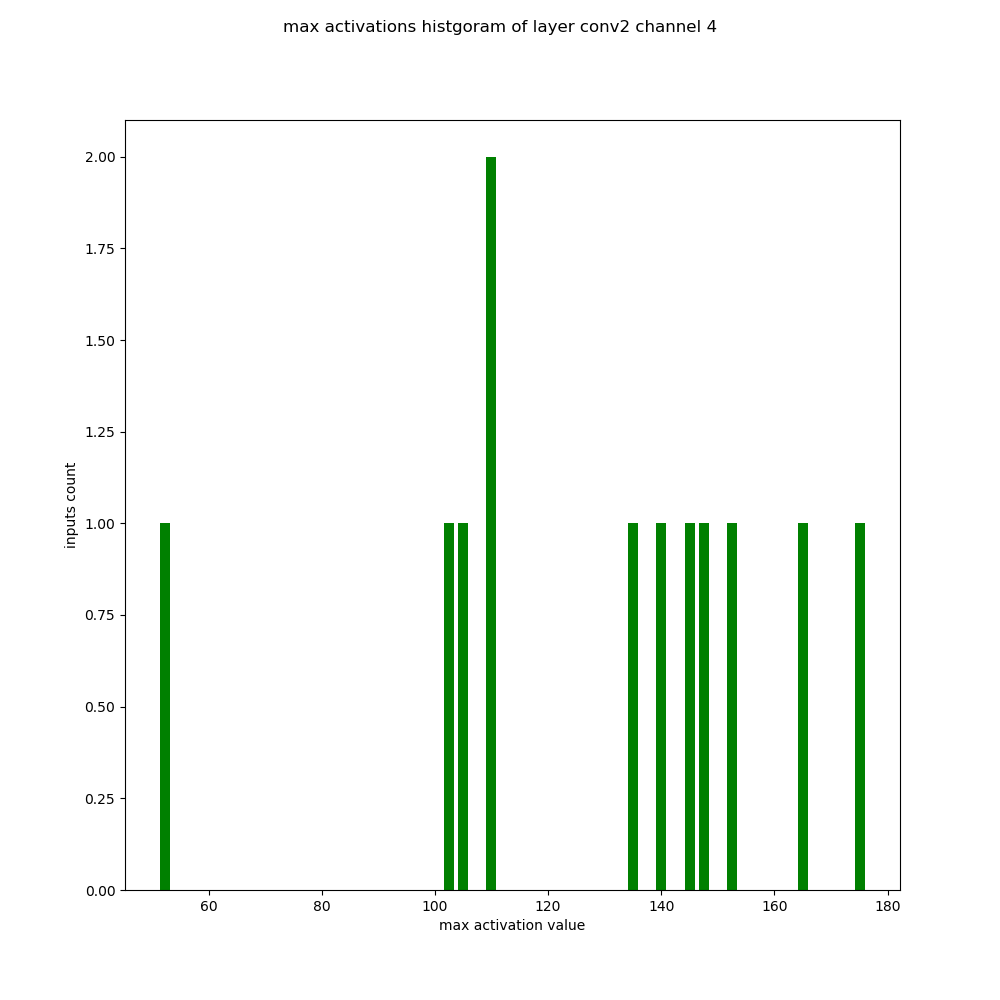 max activations histgoram of layer conv2 channel 4
2.00
1.75
1.50
1.25
1.00
0.75
0.50
0.25
0.00
inputs count
60 80 100 120 140 160 180
max activation value